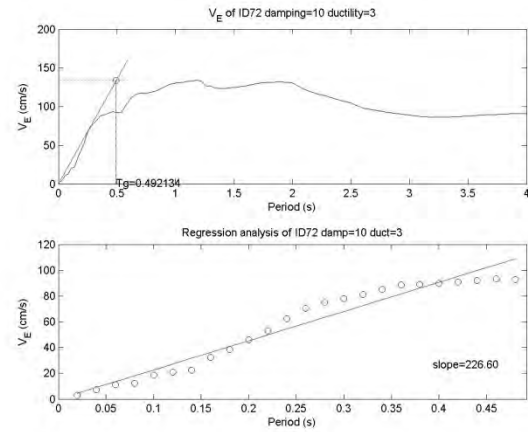 V_E of ID72 damping=10 ductility=3
200
150
100
50
0
V_E (cm/s)
Tg=0.492134
0 0.5 1 1.5 2 2.5 3 3.5 4
Period (s)
Regression analysis of ID72 damp=10 duct=3
120
100
80
60
40
20
0
V_E (cm/s)
slope=226.60
0 0.05 0.1 0.15 0.2 0.25 0.3 0.35 0.4 0.45
Period (s)